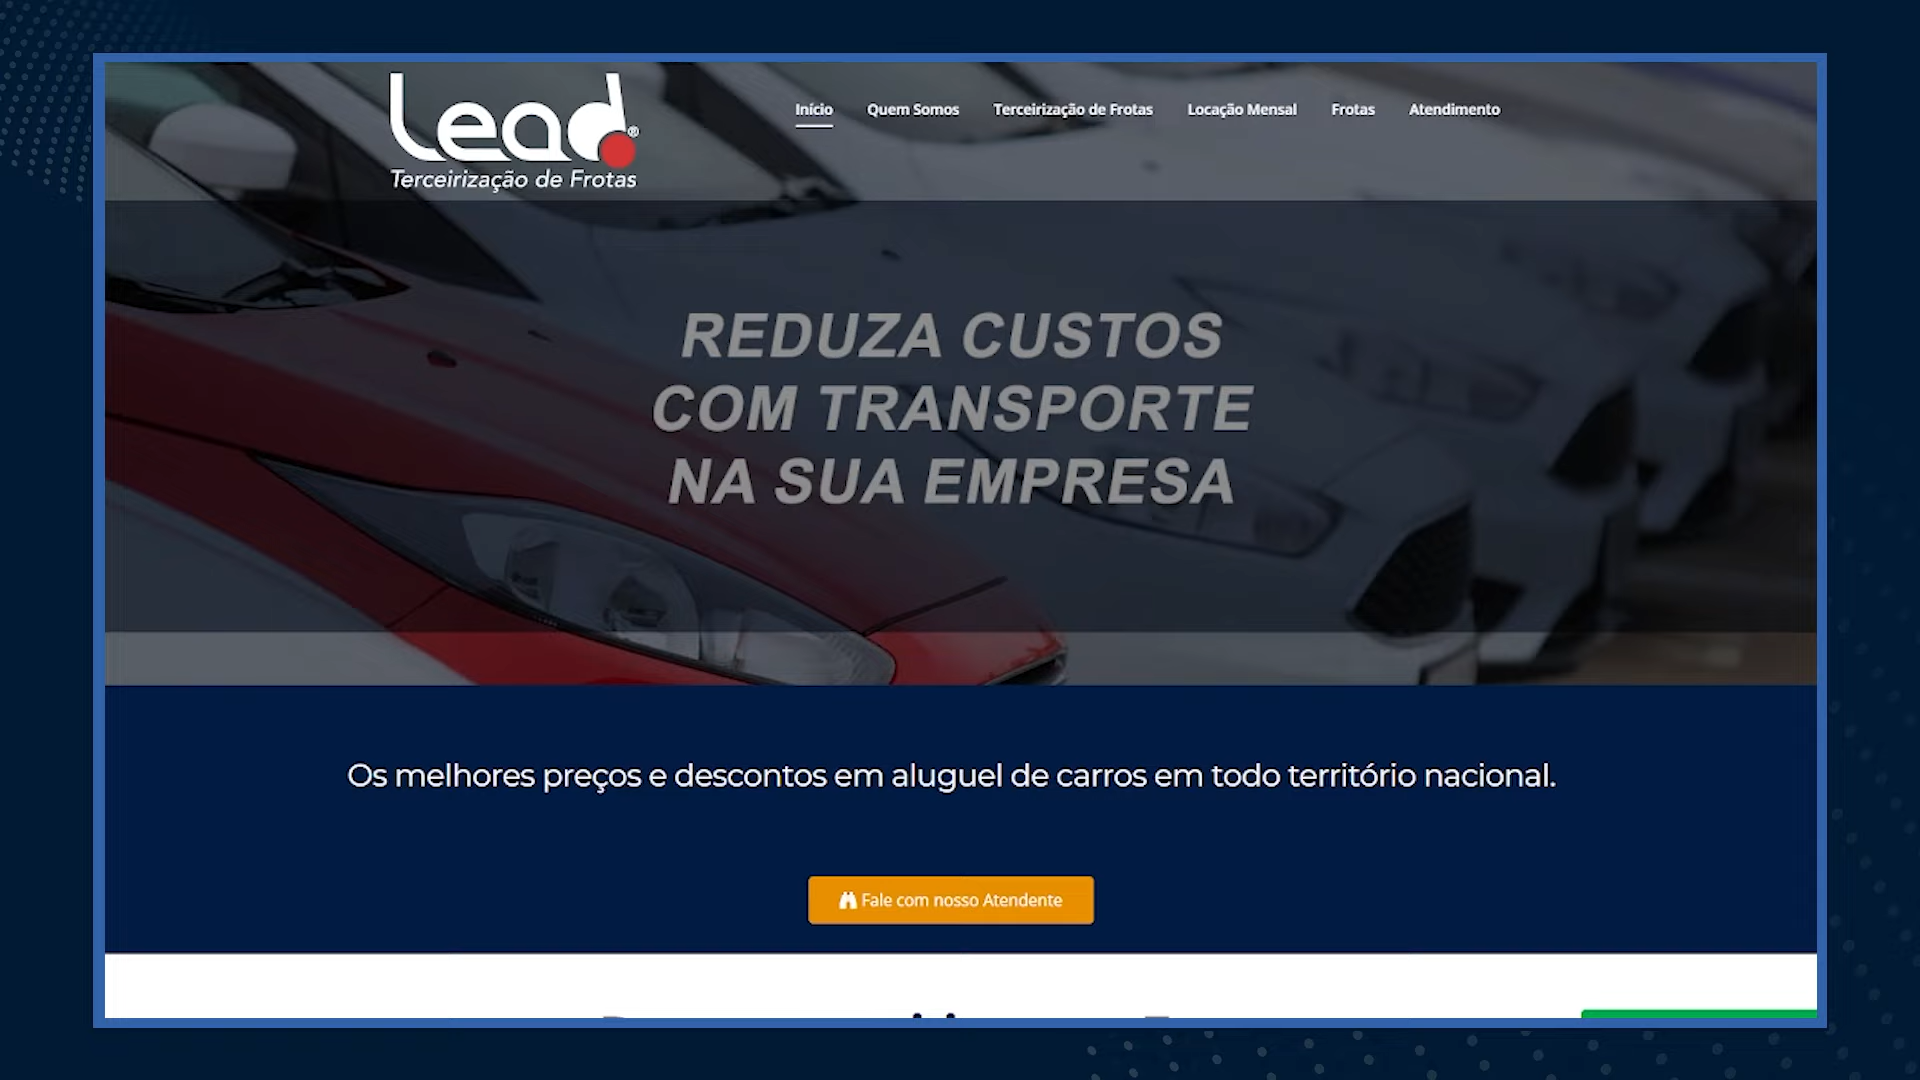 Lead®
Terceirização de Frotas
Início Quem Somos Terceirização de Frotas Locação Mensal Frotas Atendimento
REDUZA CUSTOS
COM TRANSPORTE
NA SUA EMPRESA
Os melhores preços e descontos em aluguel de carros em todo território nacional.
Fale com nosso Atendente